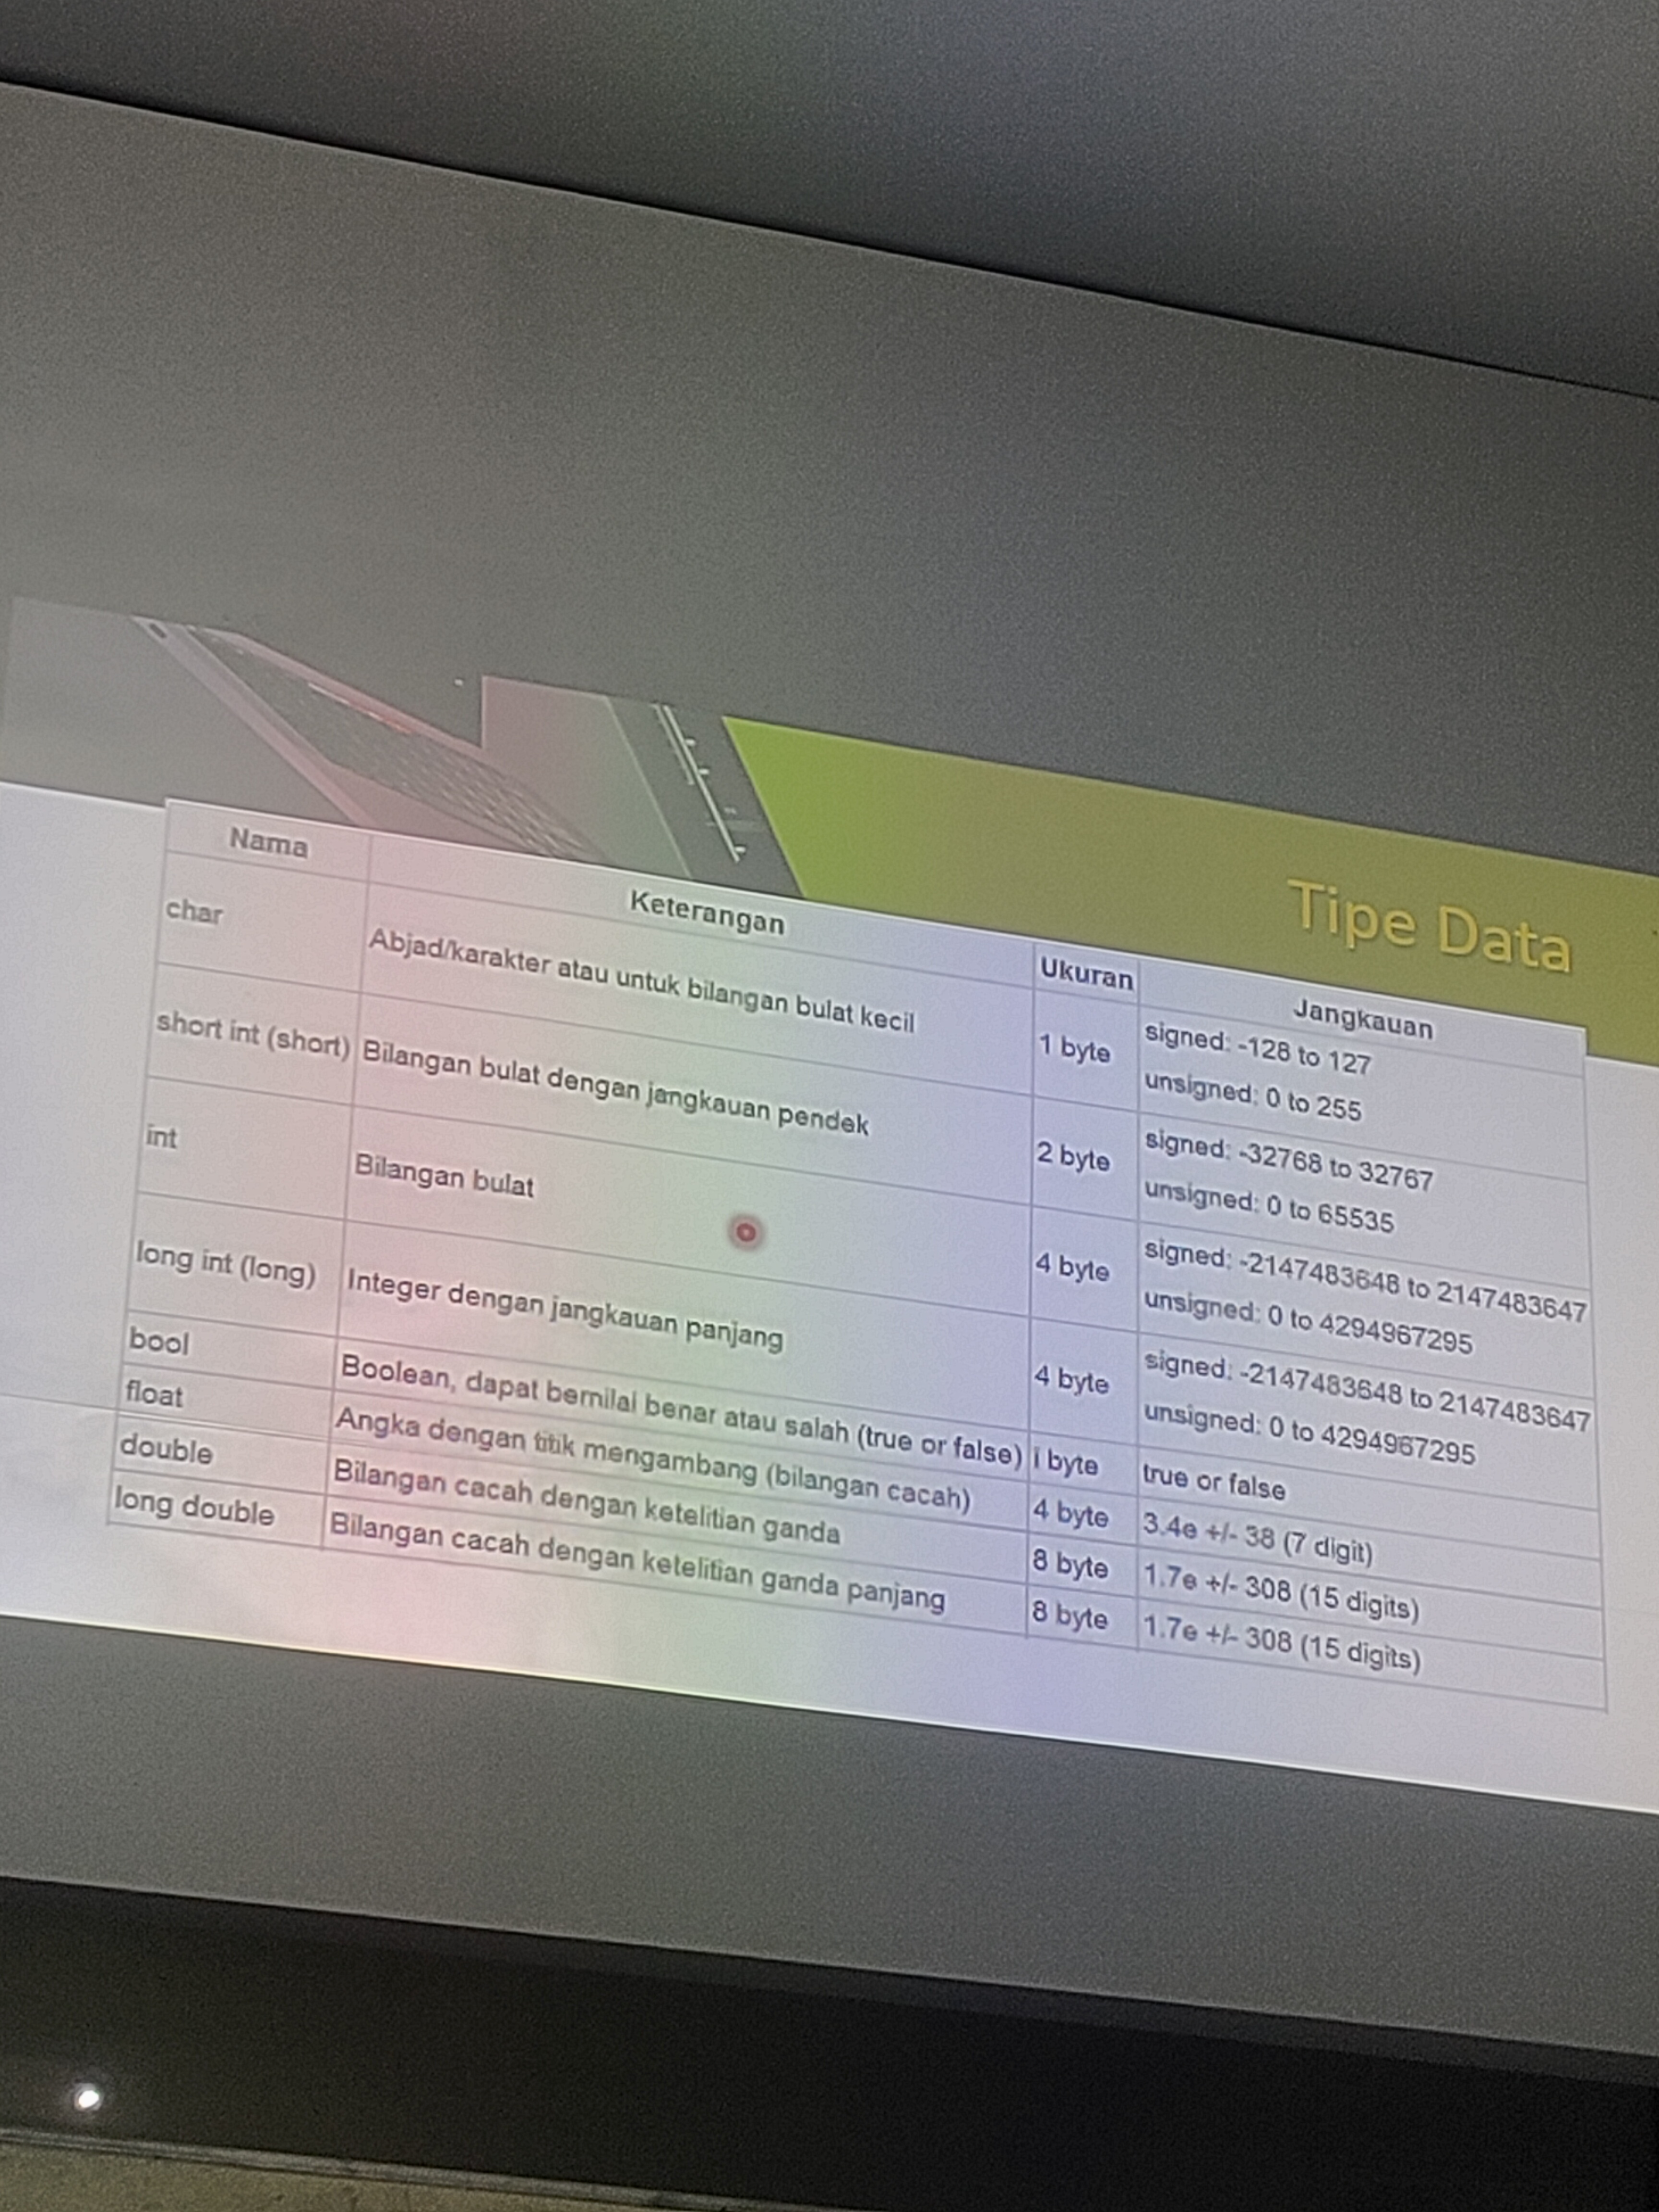 Tipe Data
Nama Keterangan Ukuran Jangkauan
char Abjad/karakter atau untuk bilangan bulat kecil 1 byte signed: -128 to 127
unsigned: 0 to 255
short int (short) Bilangan bulat dengan jangkauan pendek 2 byte signed: -32768 to 32767
unsigned: 0 to 65535
int Bilangan bulat 4 byte signed: -2147483648 to 2147483647
unsigned: 0 to 4294967295
long int (long) Integer dengan jangkauan panjang 4 byte signed: -2147483648 to 2147483647
unsigned: 0 to 4294967295
bool Boolean, dapat bernilai benar atau salah (true or false) 1 byte true or false
float Angka dengan titik mengambang (bilangan cacah) 4 byte 3.4e +/- 38 (7 digit)
double Bilangan cacah dengan ketelitian ganda 8 byte 1.7e +/- 308 (15 digits)
long double Bilangan cacah dengan ketelitian ganda panjang 8 byte 1.7e +/- 308 (15 digits)